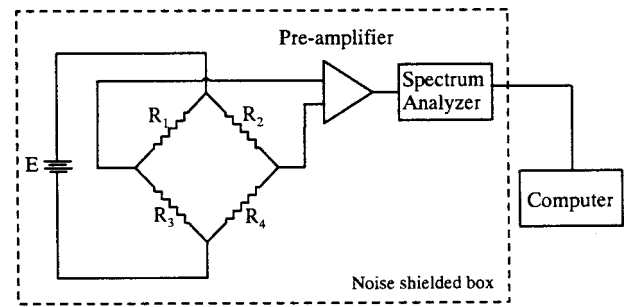 Pre-amplifier
Spectrum
Analyzer
R₁
R₂
E
R₃
R₄
Computer
Noise shielded box